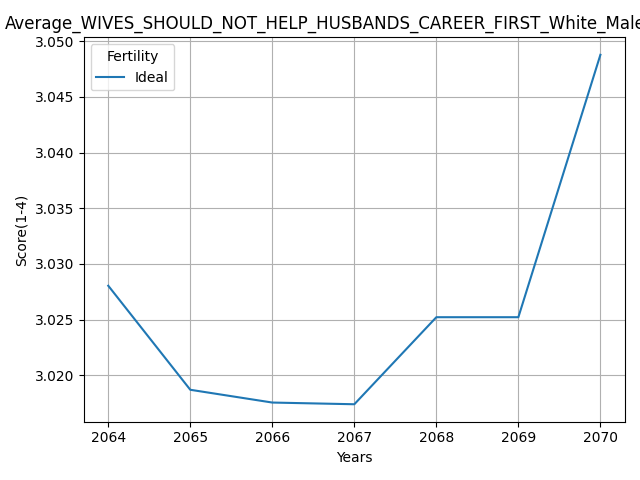 Average_WIVES_SHOULD_NOT_HELP_HUSBANDS_CAREER_FIRST_White_Male
Fertility
Ideal
3.050
3.045
3.040
3.035
3.030
3.025
3.020
Score(1-4)
2064 2065 2066 2067 2068 2069 2070
Years